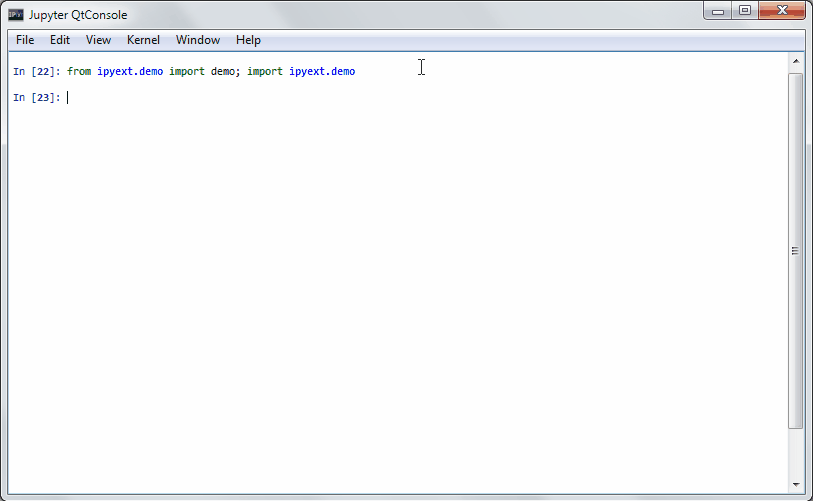 Jupyter QtConsole
File Edit View Kernel Window Help
In [22]: from ipyext.demo import demo; import ipyext.demo
In [23]: